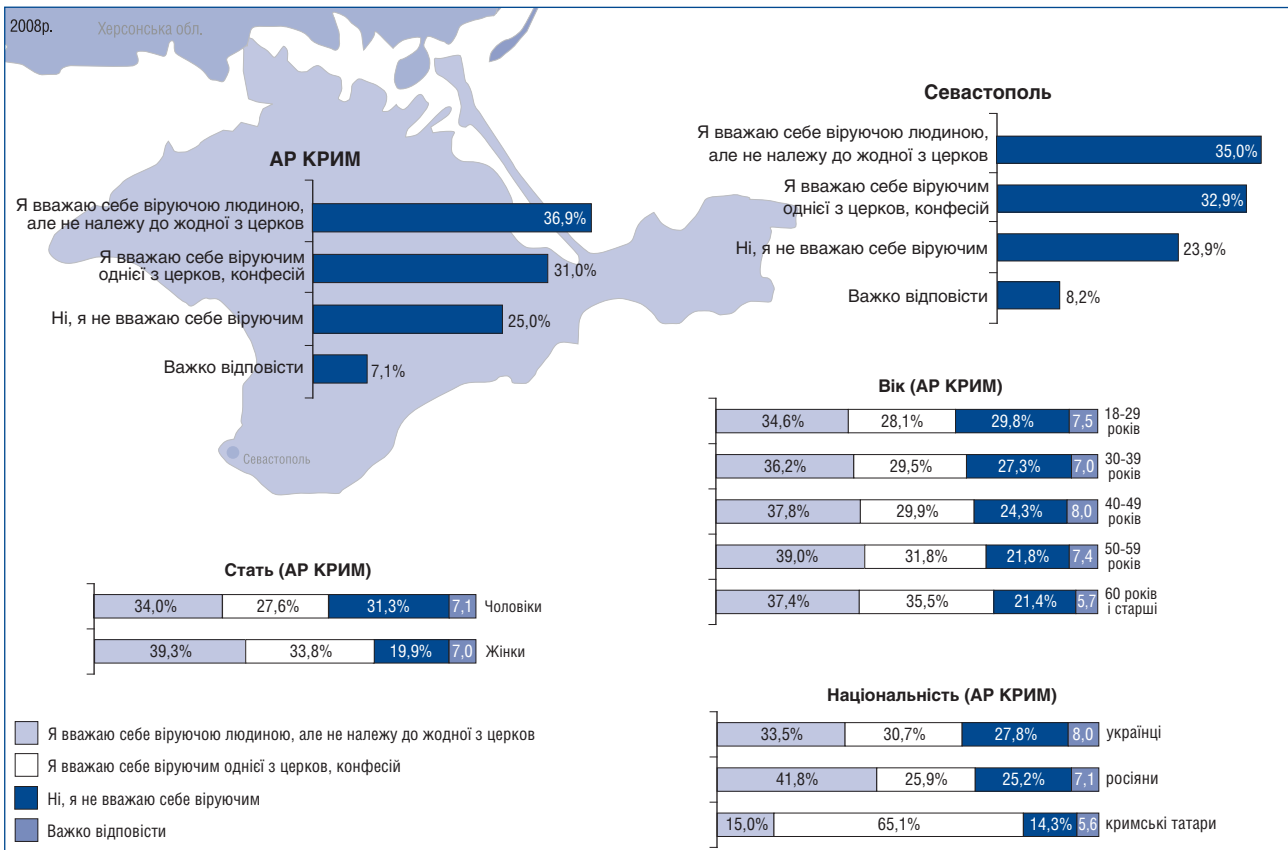 2008р.
Херсонська обл.
АР КРИМ
Я вважаю себе віруючою людиною,
але не належу до жодної з церков
36,9%
Я вважаю себе віруючим
однієї з церков, конфесій
31,0%
Ні, я не вважаю себе віруючим
25,0%
Важко відповісти
7,1%
Севастополь
Севастополь
Я вважаю себе віруючою людиною,
але не належу до жодної з церков
35,0%
Я вважаю себе віруючим
однієї з церков, конфесій
32,9%
Ні, я не вважаю себе віруючим
23,9%
Важко відповісти
8,2%
Вік (АР КРИМ)
34,6% 28,1% 29,8% 7,5 18-29
років
36,2% 29,5% 27,3% 7,0 30-39
років
37,8% 29,9% 24,3% 8,0 40-49
років
39,0% 31,8% 21,8% 7,4 50-59
років
37,4% 35,5% 21,4% 5,7 60 років
і старші
Стать (АР КРИМ)
34,0% 27,6% 31,3% 7,1 Чоловіки
39,3% 33,8% 19,9% 7,0 Жінки
Національність (АР КРИМ)
33,5% 30,7% 27,8% 8,0 українці
41,8% 25,9% 25,2% 7,1 росіяни
15,0% 65,1% 14,3% 5,6 кримські татари
Я вважаю себе віруючою людиною, але не належу до жодної з церков
Я вважаю себе віруючим однієї з церков, конфесій
Ні, я не вважаю себе віруючим
Важко відповісти